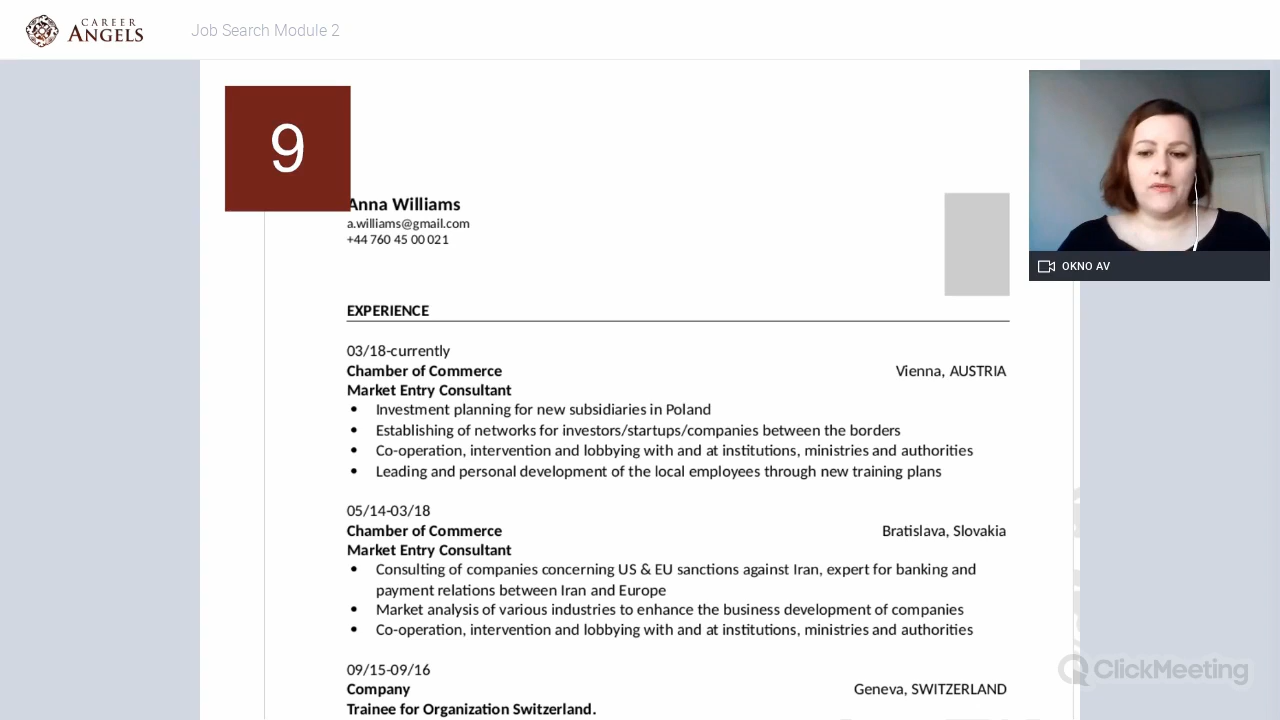 CAREER
ANGELS
Job Search Module 2
9
Anna Williams
a.williams@gmail.com
+44 760 45 00 021
EXPERIENCE
03/18-currently
Chamber of Commerce Vienna, AUSTRIA
Market Entry Consultant
• Investment planning for new subsidiaries in Poland
• Establishing of networks for investors/startups/companies between the borders
• Co-operation, intervention and lobbying with and at institutions, ministries and authorities
• Leading and personal development of the local employees through new training plans
05/14-03/18
Chamber of Commerce Bratislava, Slovakia
Market Entry Consultant
• Consulting of companies concerning US & EU sanctions against Iran, expert for banking and
payment relations between Iran and Europe
• Market analysis of various industries to enhance the business development of companies
• Co-operation, intervention and lobbying with and at institutions, ministries and authorities
09/15-09/16
Company Geneva, SWITZERLAND
Trainee for Organization Switzerland.
OKNO AV
ClickMeeting